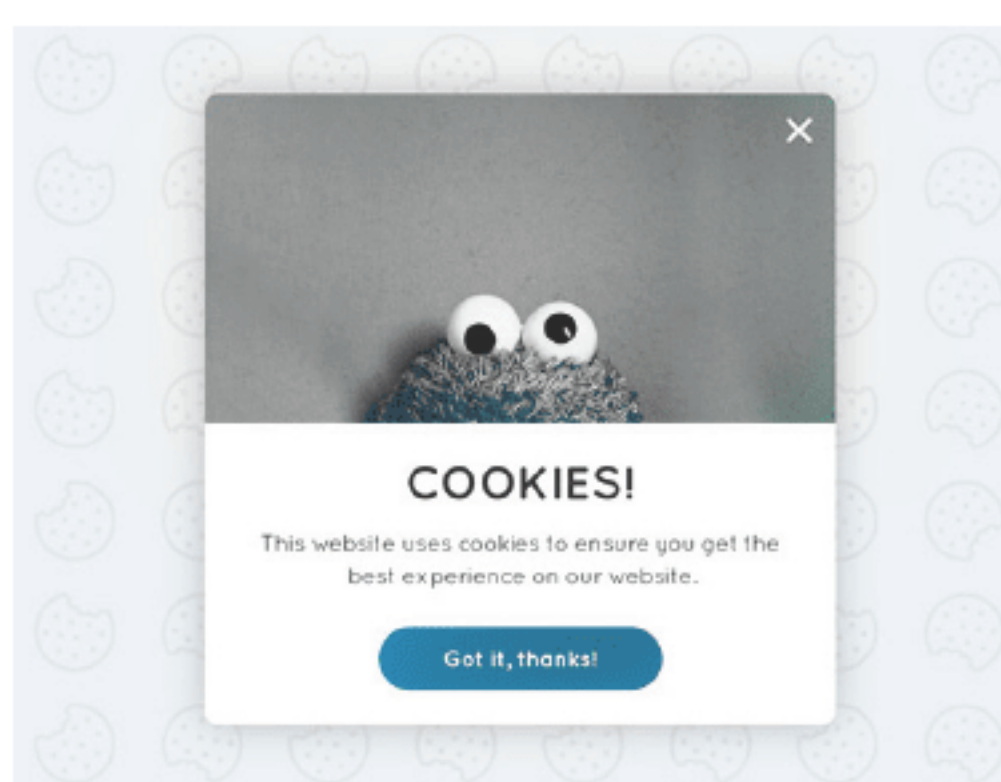 COOKIES!
This website uses cookies to ensure you get the
best experience on our website.
Got it, thanks!